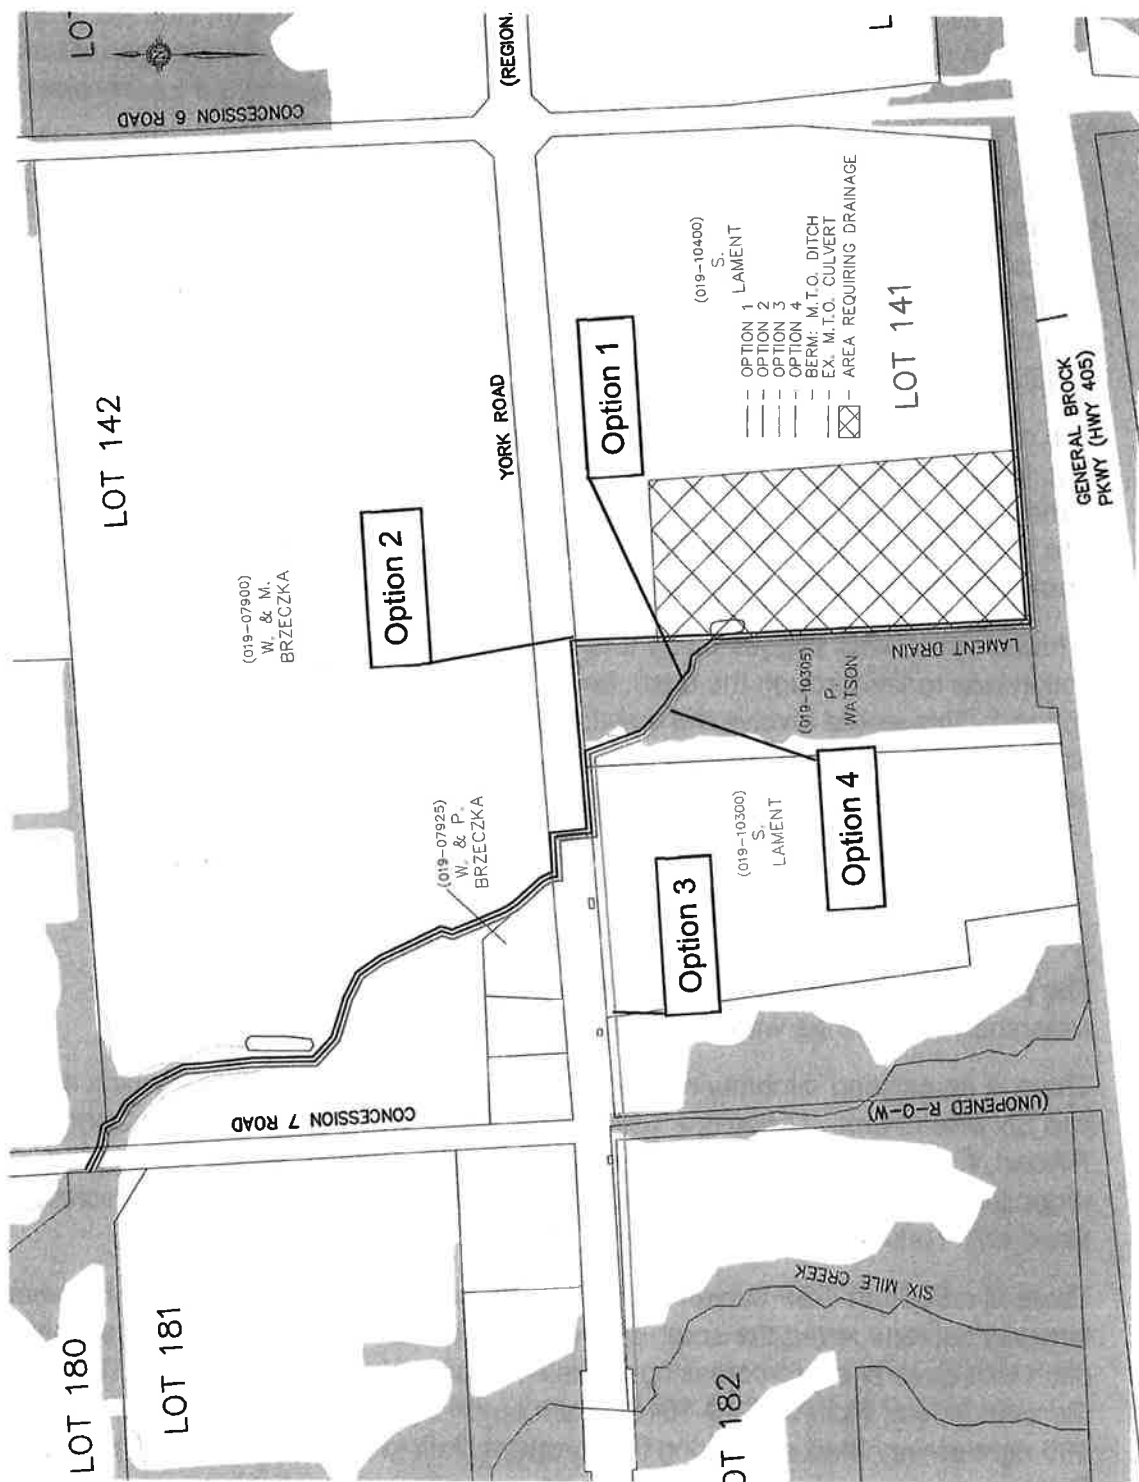 LOT 180
LO
N
LOT 142
CONCESSION 6 ROAD
LOT 181
CONCESSION 7 ROAD
(019-07900)
W. & M.
BRZECZKA
Option 2
(019-07925)
W. & P.
BRZECZKA
YORK ROAD
(REGION.
Option 1
Option 3
(019-10300)
S.
LAMENT
(019-10400)
S.
LAMENT
OPTION 1
OPTION 2
OPTION 3
OPTION 4
BERM: M.T.O. DITCH
EX. M.T.O. CULVERT
AREA REQUIRING DRAINAGE
(019-10305)
P.
WATSON
Option 4
OT 182
SIX MILE CREEK
(UNOPENED R-O-W)
LAMENT DRAIN
LOT 141
L
GENERAL BROCK
PKWY (HWY 405)